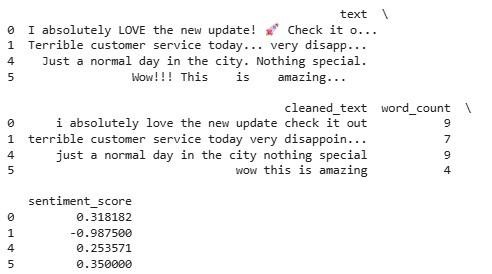 text \
0 I absolutely LOVE the new update! 🚀 Check it o...
1 Terrible customer service today... very disapp...
4 Just a normal day in the city. Nothing special.
5 Wow!!! This    is    amazing...
cleaned_text word_count \
0 i absolutely love the new update check it out 9
1 terrible customer service today very disappoin... 7
4 just a normal day in the city nothing special 9
5 wow this is amazing 4
sentiment_score
0 0.318182
1 -0.987500
4 0.253571
5 0.350000